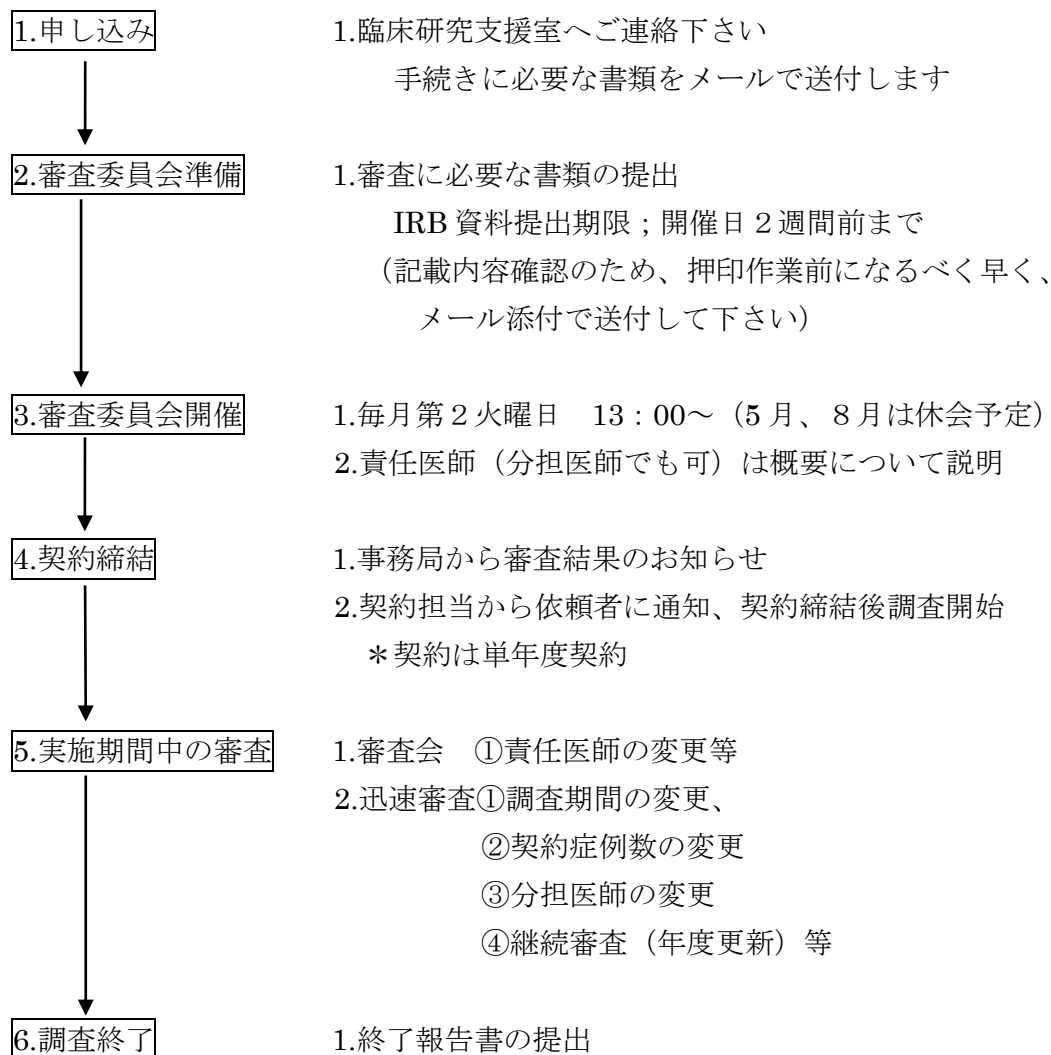 1.申し込み　1.臨床研究支援室へご連絡下さい
手続きに必要な書類をメールで送付します
2.審査委員会準備　1.審査に必要な書類の提出
IRB 資料提出期限；開催日２週間前まで
（記載内容確認のため、押印作業前になるべく早く、
メール添付で送付して下さい）
3.審査委員会開催　1.毎月第２火曜日　13：00～（5 月、８月は休会予定）
2.責任医師（分担医師でも可）は概要について説明
4.契約締結　1.事務局から審査結果のお知らせ
2.契約担当から依頼者に通知、契約締結後調査開始
＊契約は単年度契約
5.実施期間中の審査　1.審査会　①責任医師の変更等
2.迅速審査①調査期間の変更、
②契約症例数の変更
③分担医師の変更
④継続審査（年度更新）等
6.調査終了　1.終了報告書の提出